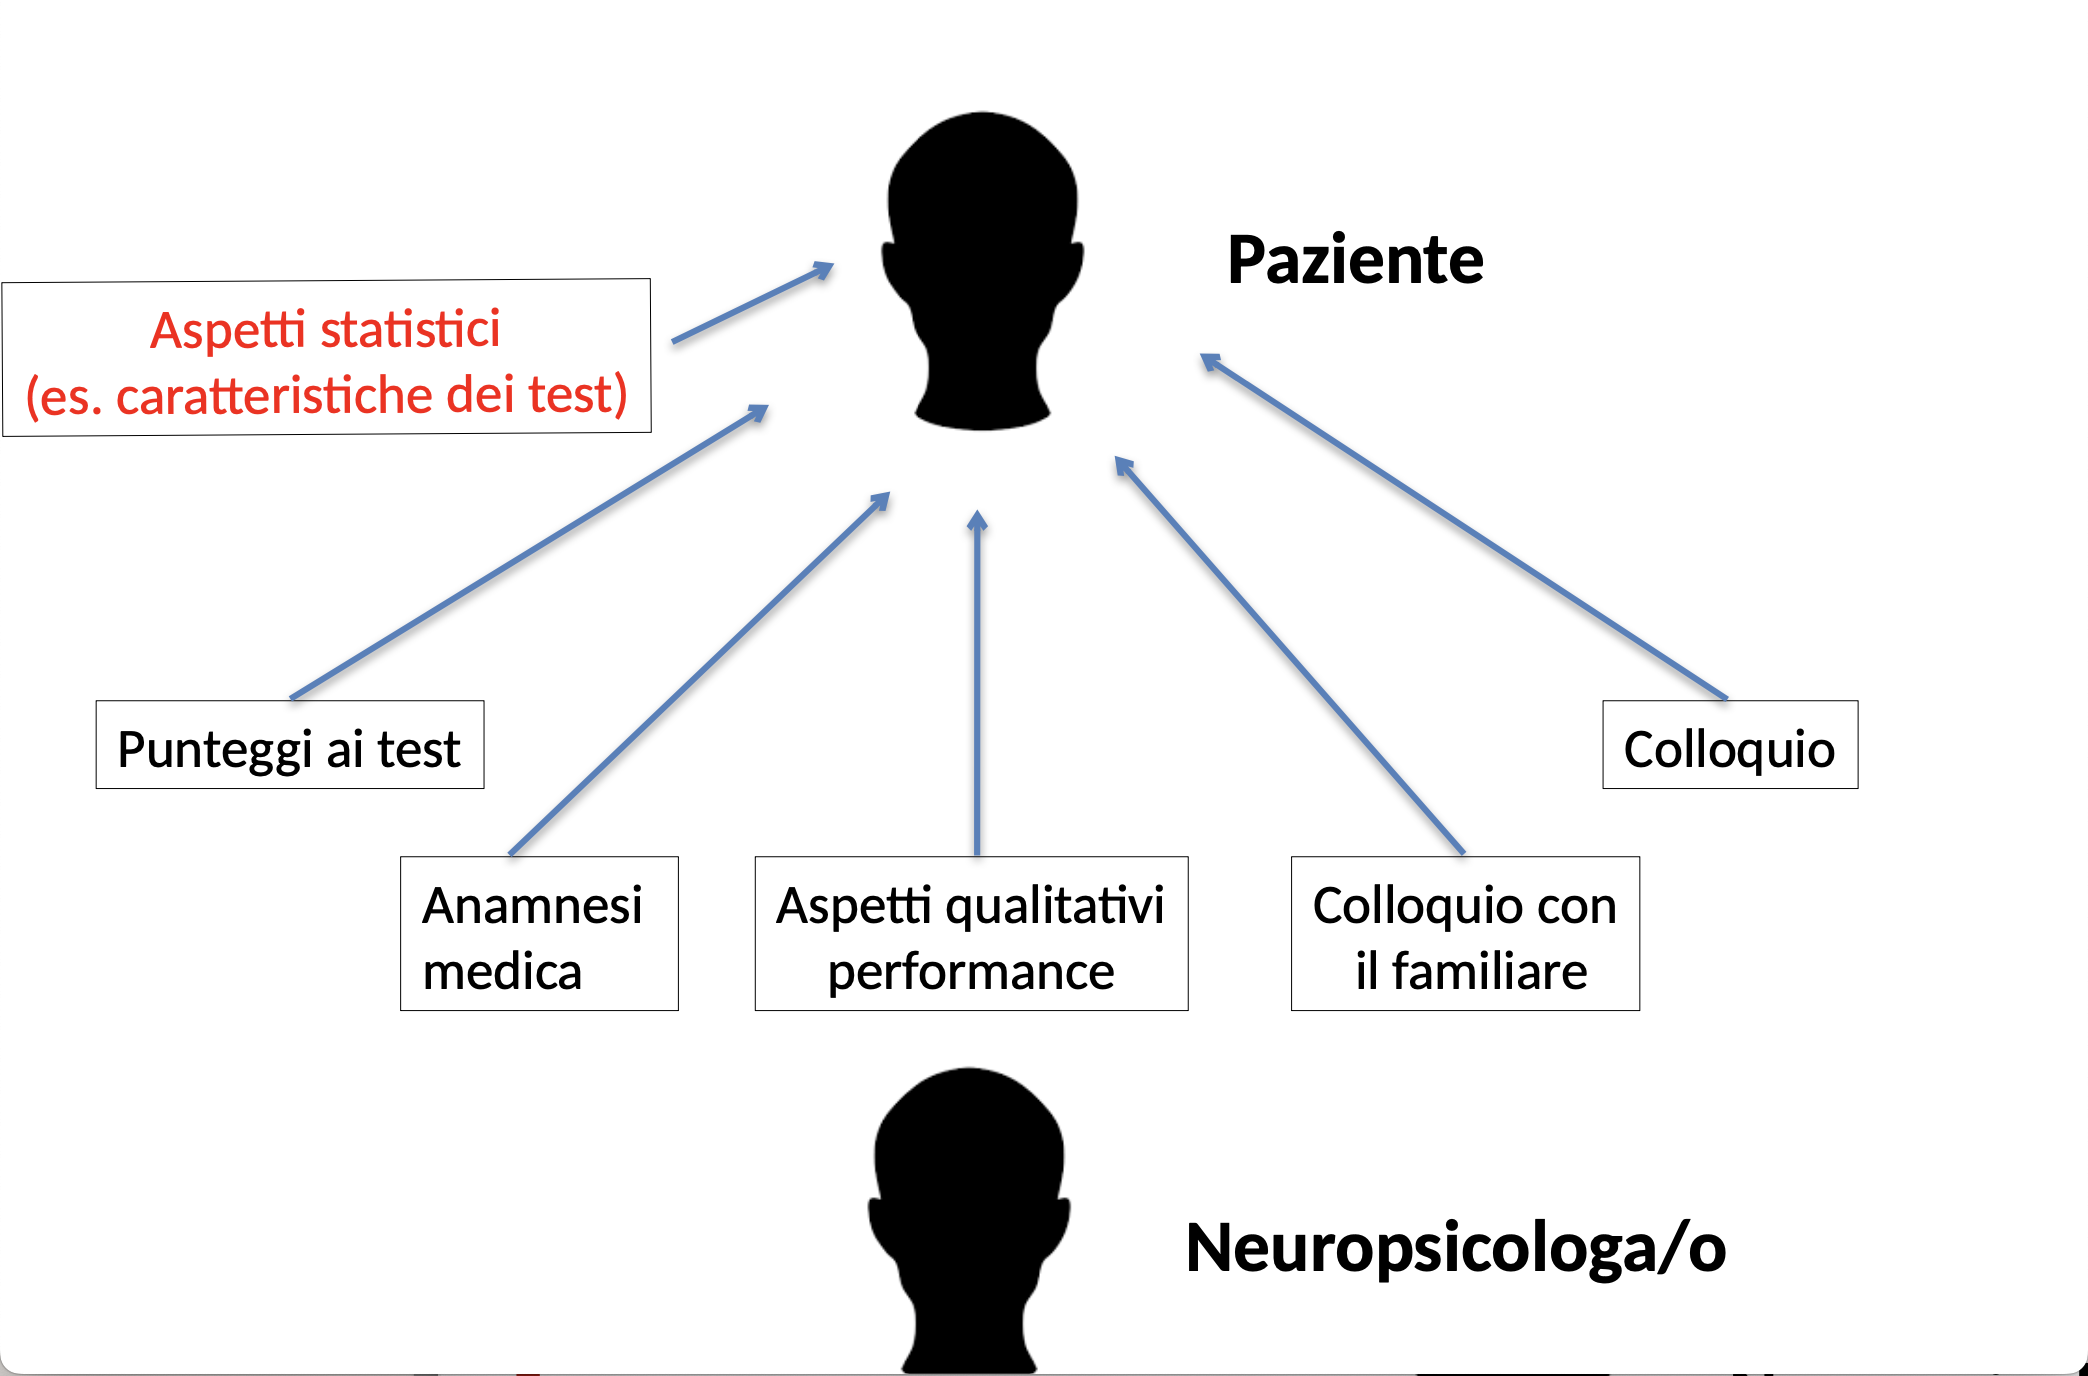 Paziente
Aspetti statistici
(es. caratteristiche dei test)
Punteggi ai test
Colloquio
Anamnesi
medica
Aspetti qualitativi
performance
Colloquio con
il familiare
Neuropsicologa/o